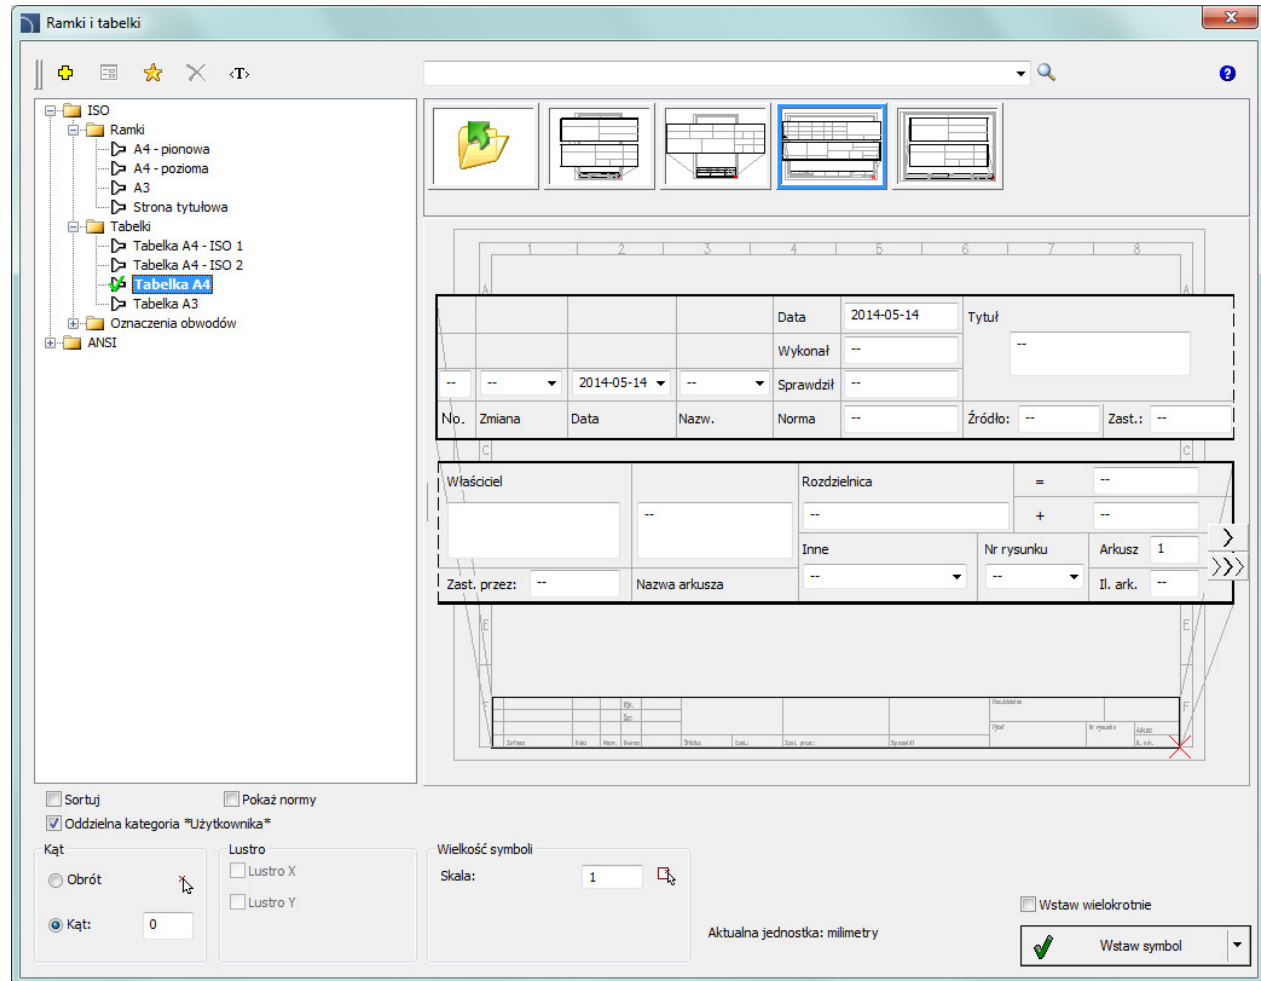 Ramki i tabelki
x
<T>
?
ISO
Ramki
A4 - pionowa
A4 - pozioma
A3
Strona tytułowa
Tabelki
Tabelka A4 - ISO 1
Tabelka A4 - ISO 2
Tabelka A4
Tabelka A3
Oznaczenia obwodów
ANSI
1 2 3 4 5 6 7 8
A A
Data 2014-05-14 Tytuł
Wykonał -- --
-- -- 2014-05-14 -- Sprawdził --
No. Zmiana Data Nazw. Norma -- Źródło: -- Zast.: --
C C
Właściciel Rozdzielnica = --
-- -- + --
Inne Nr rysunku Arkusz 1
Zast. przez: -- Nazwa arkusza -- -- Il. ark. --
E E
F F
Sortuj Pokaż normy
Oddzielna kategoria *Użytkownika*
Kąt Lustro Wielkość symboli
Obrót Lustro X Skala: 1
Lustro Y
Kąt: 0
Aktualna jednostka: milimetry
Wstaw wielokrotnie
Wstaw symbol